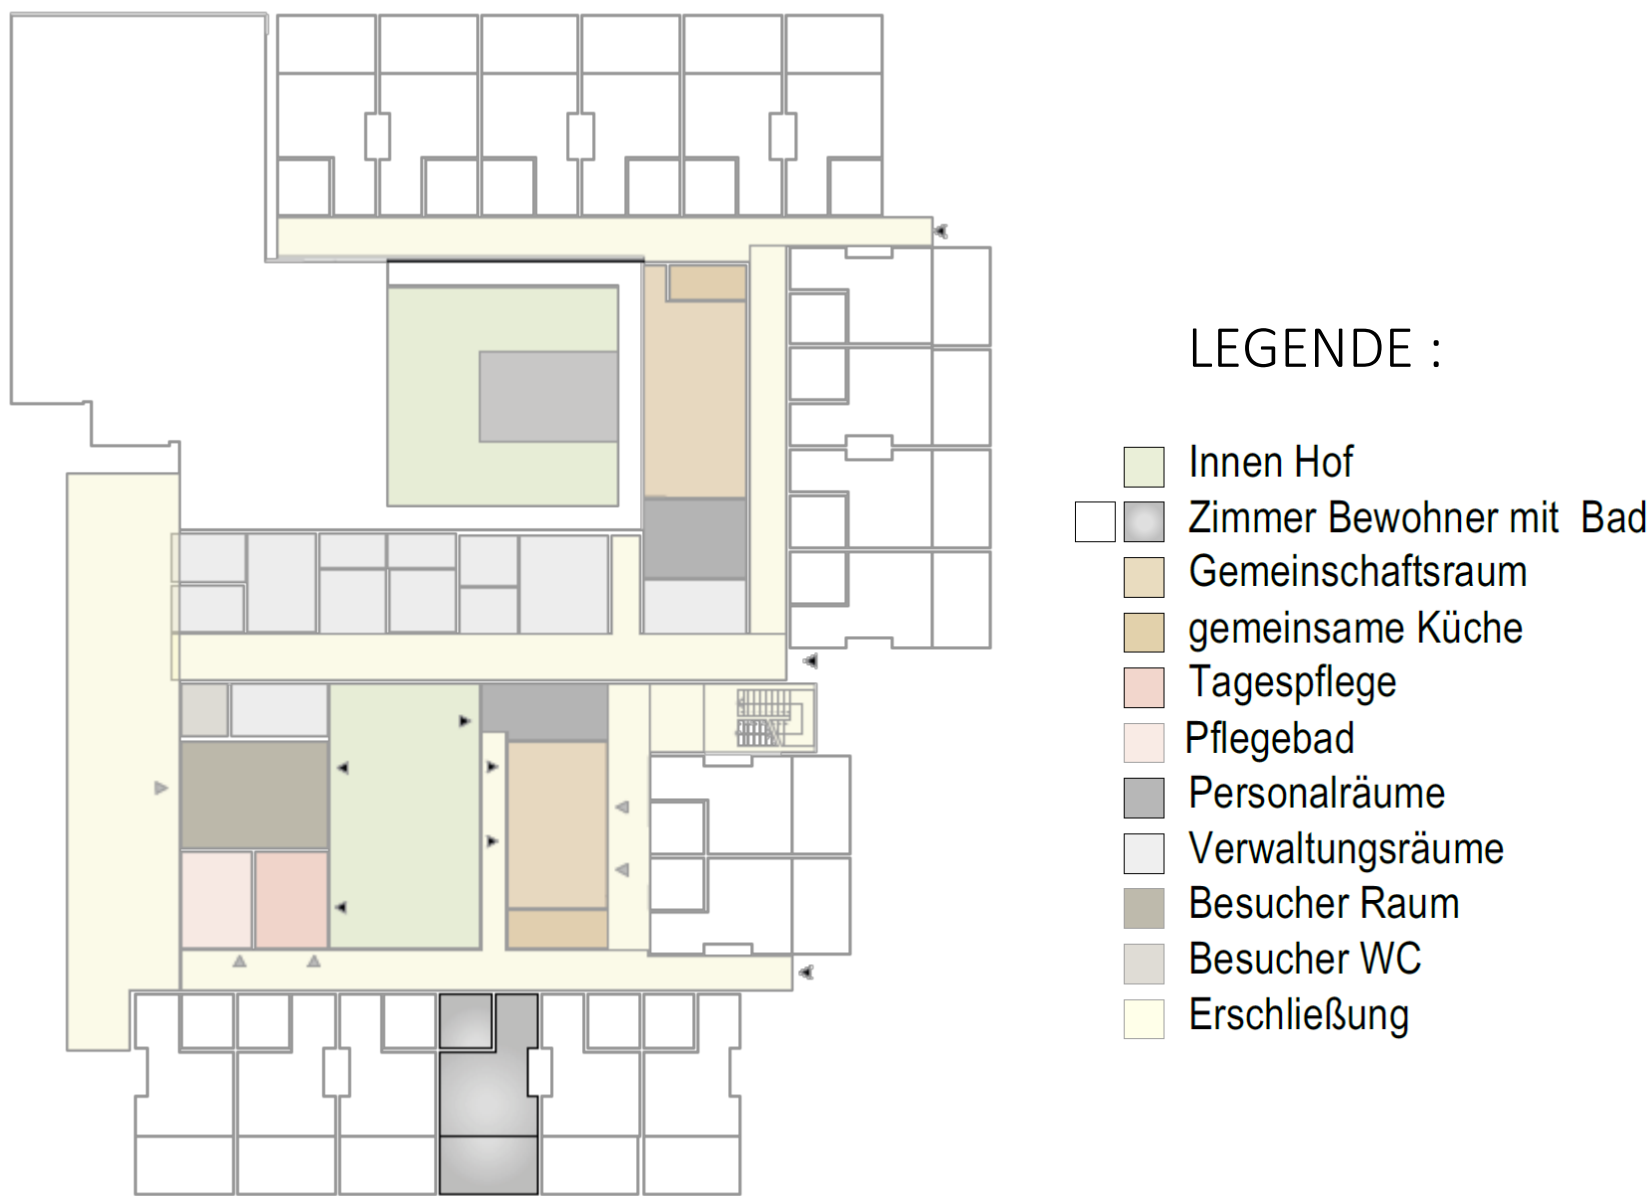 LEGENDE :
Innen Hof
Zimmer Bewohner mit Bad
Gemeinschaftsraum
gemeinsame Küche
Tagespflege
Pflegebad
Personalräume
Verwaltungsräume
Besucher Raum
Besucher WC
Erschließung